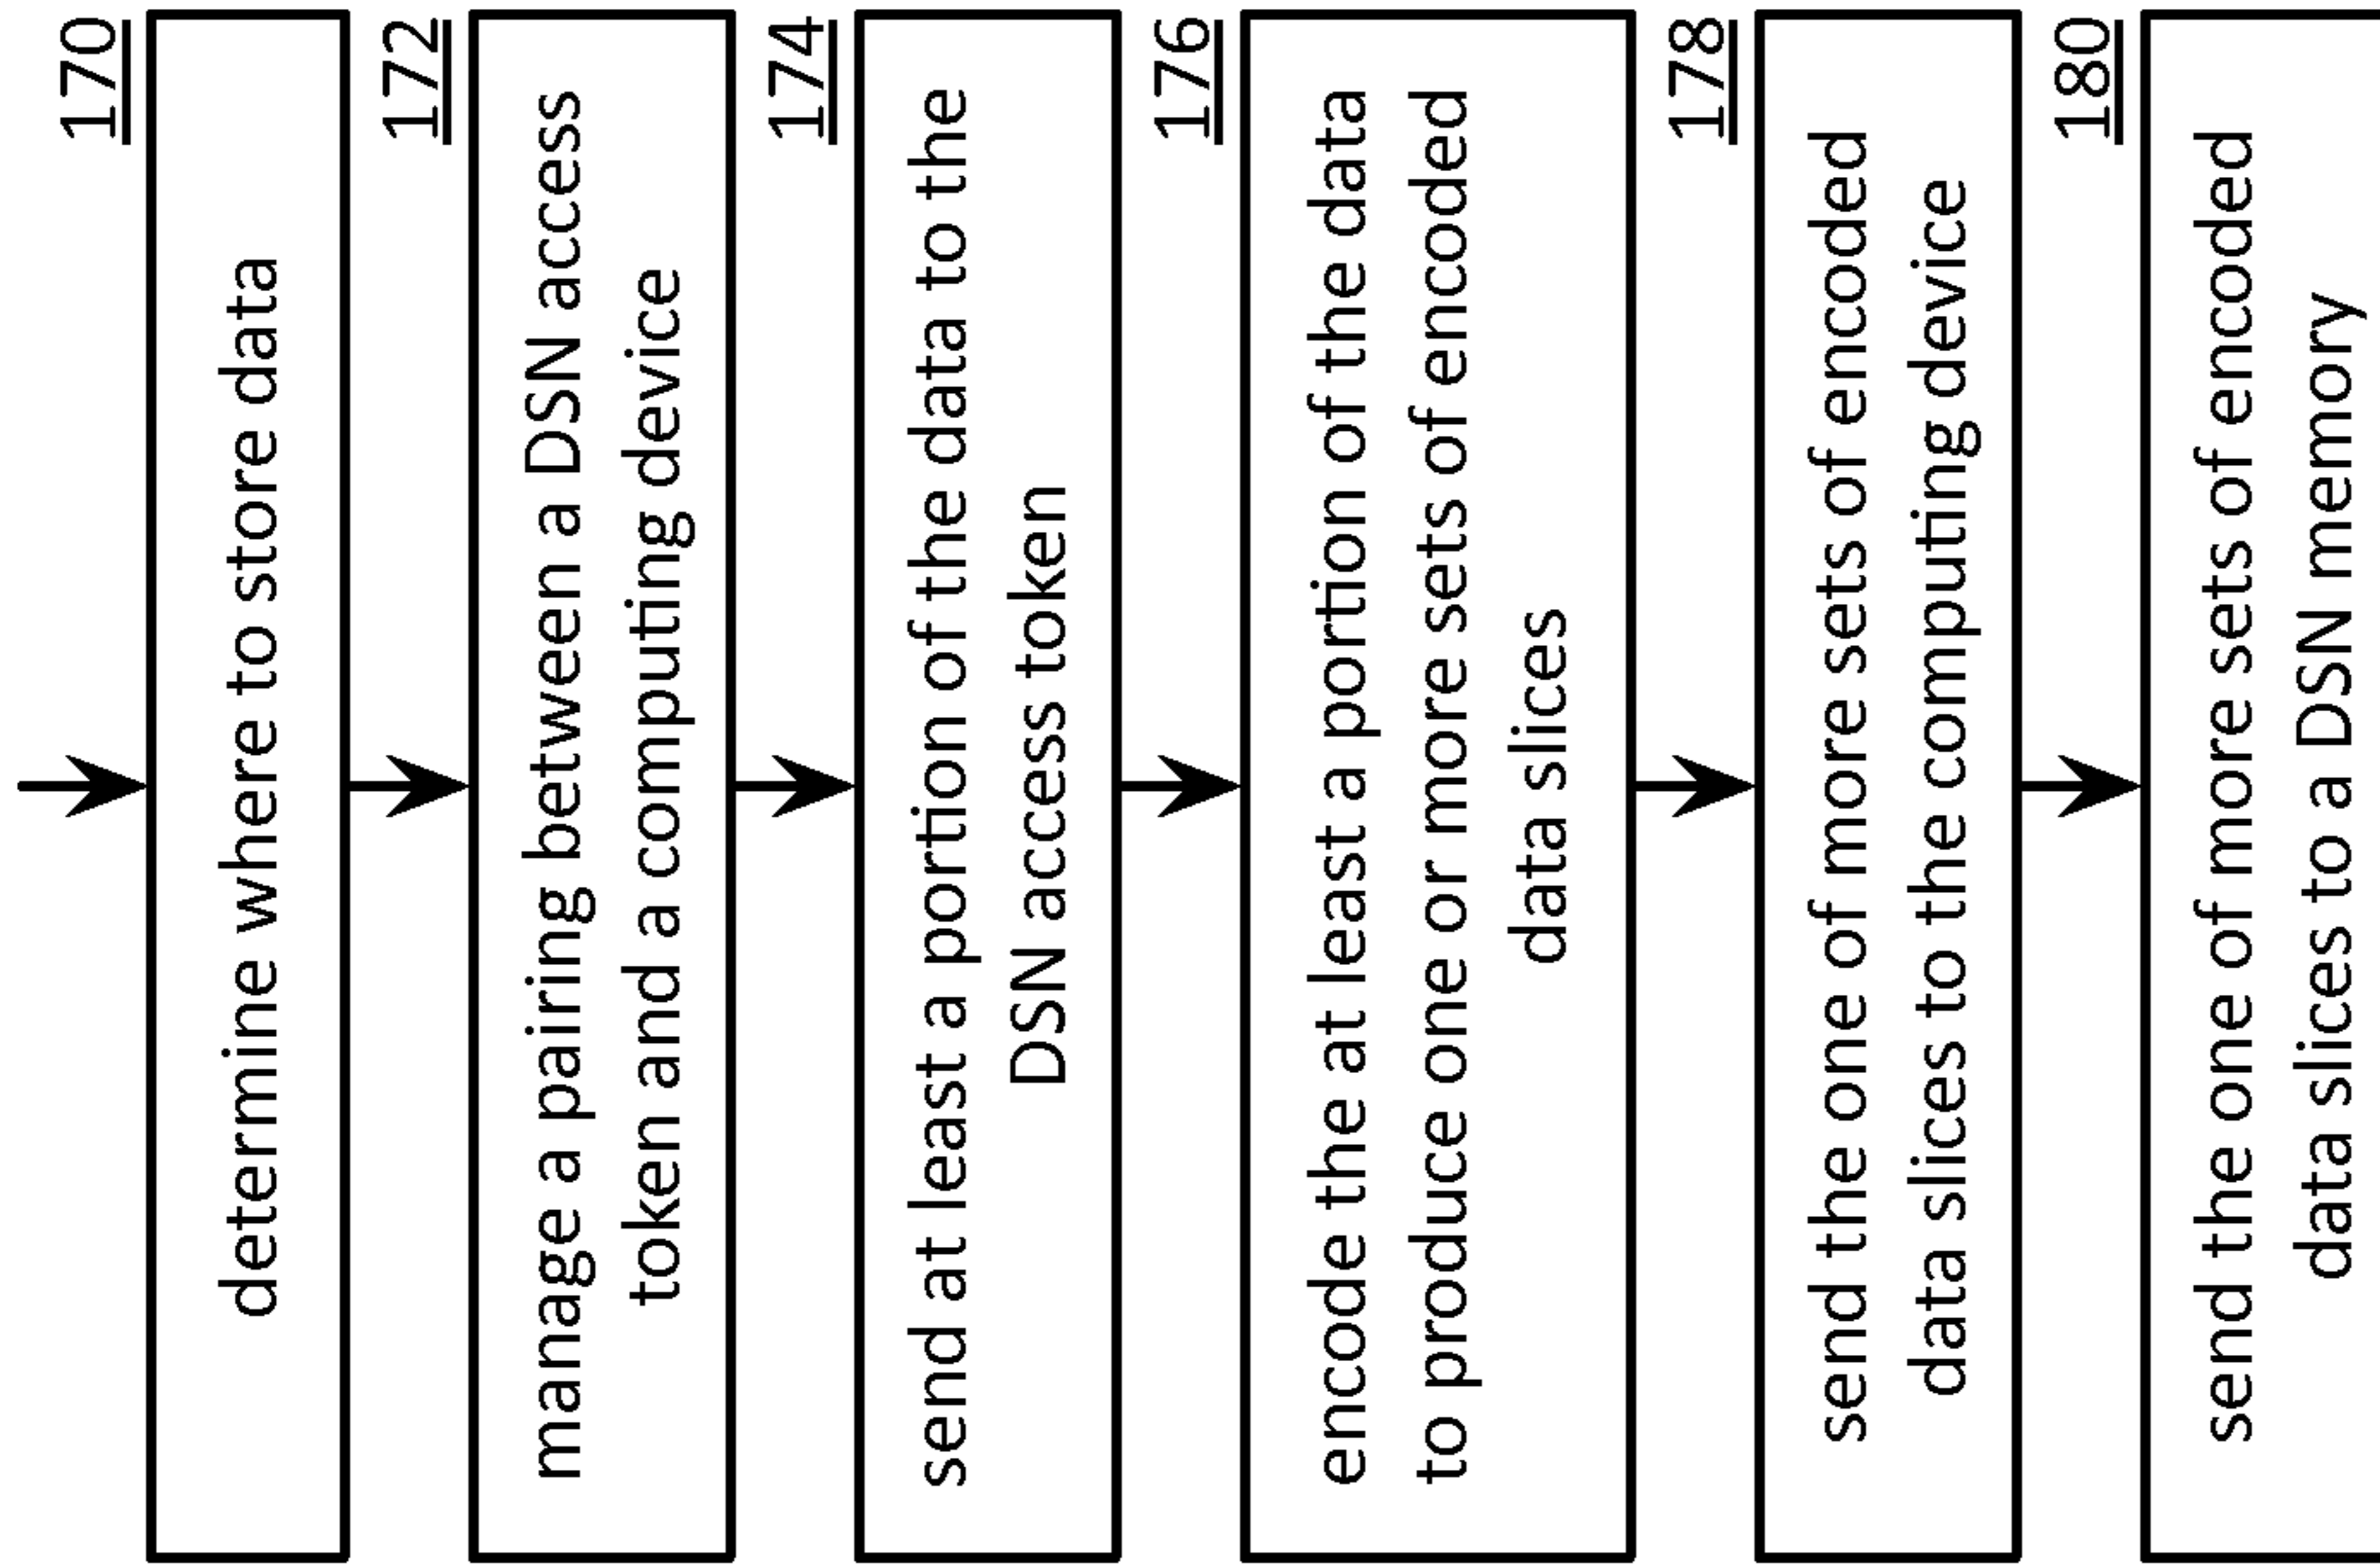 170
determine where to store data
172
manage a pairing between a DSN access
token and a computing device
174
send at least a portion of the data to the
DSN access token
176
encode the at least a portion of the data
to produce one or more sets of encoded
data slices
178
send the one of more sets of encoded
data slices to the computing device
180
send the one of more sets of encoded
data slices to a DSN memory